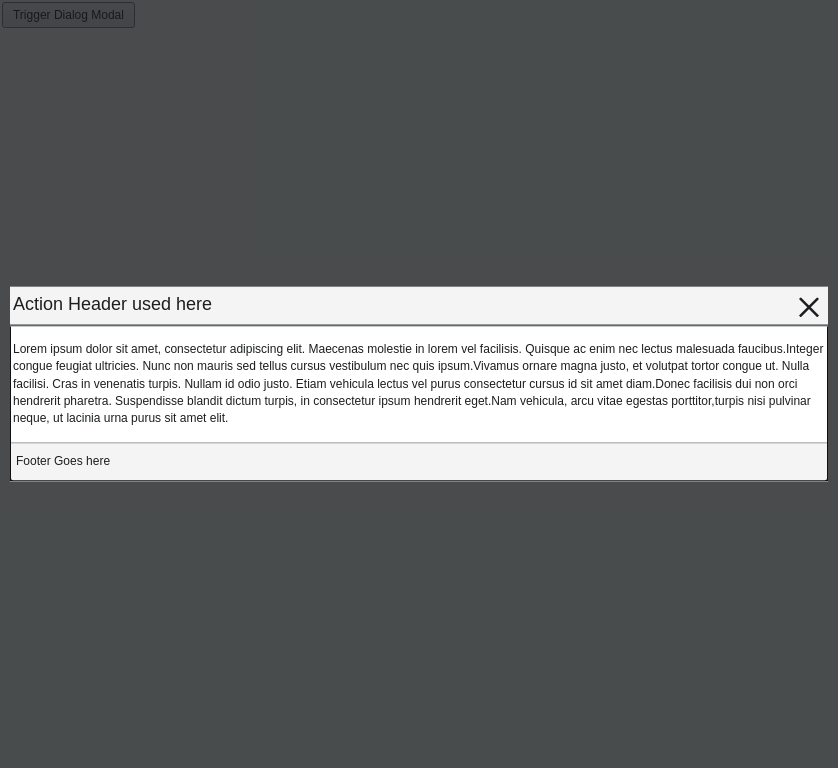 Trigger Dialog Modal
Action Header used here
Lorem ipsum dolor sit amet, consectetur adipiscing elit. Maecenas molestie in lorem vel facilisis. Quisque ac enim nec lectus malesuada faucibus.Integer
congue feugiat ultricies. Nunc non mauris sed tellus cursus vestibulum nec quis ipsum.Vivamus ornare magna justo, et volutpat tortor congue ut. Nulla
facilisi. Cras in venenatis turpis. Nullam id odio justo. Etiam vehicula lectus vel purus consectetur cursus id sit amet diam.Donec facilisis dui non orci
hendrerit pharetra. Suspendisse blandit dictum turpis, in consectetur ipsum hendrerit eget.Nam vehicula, arcu vitae egestas porttitor,turpis nisi pulvinar
neque, ut lacinia urna purus sit amet elit.
Footer Goes here